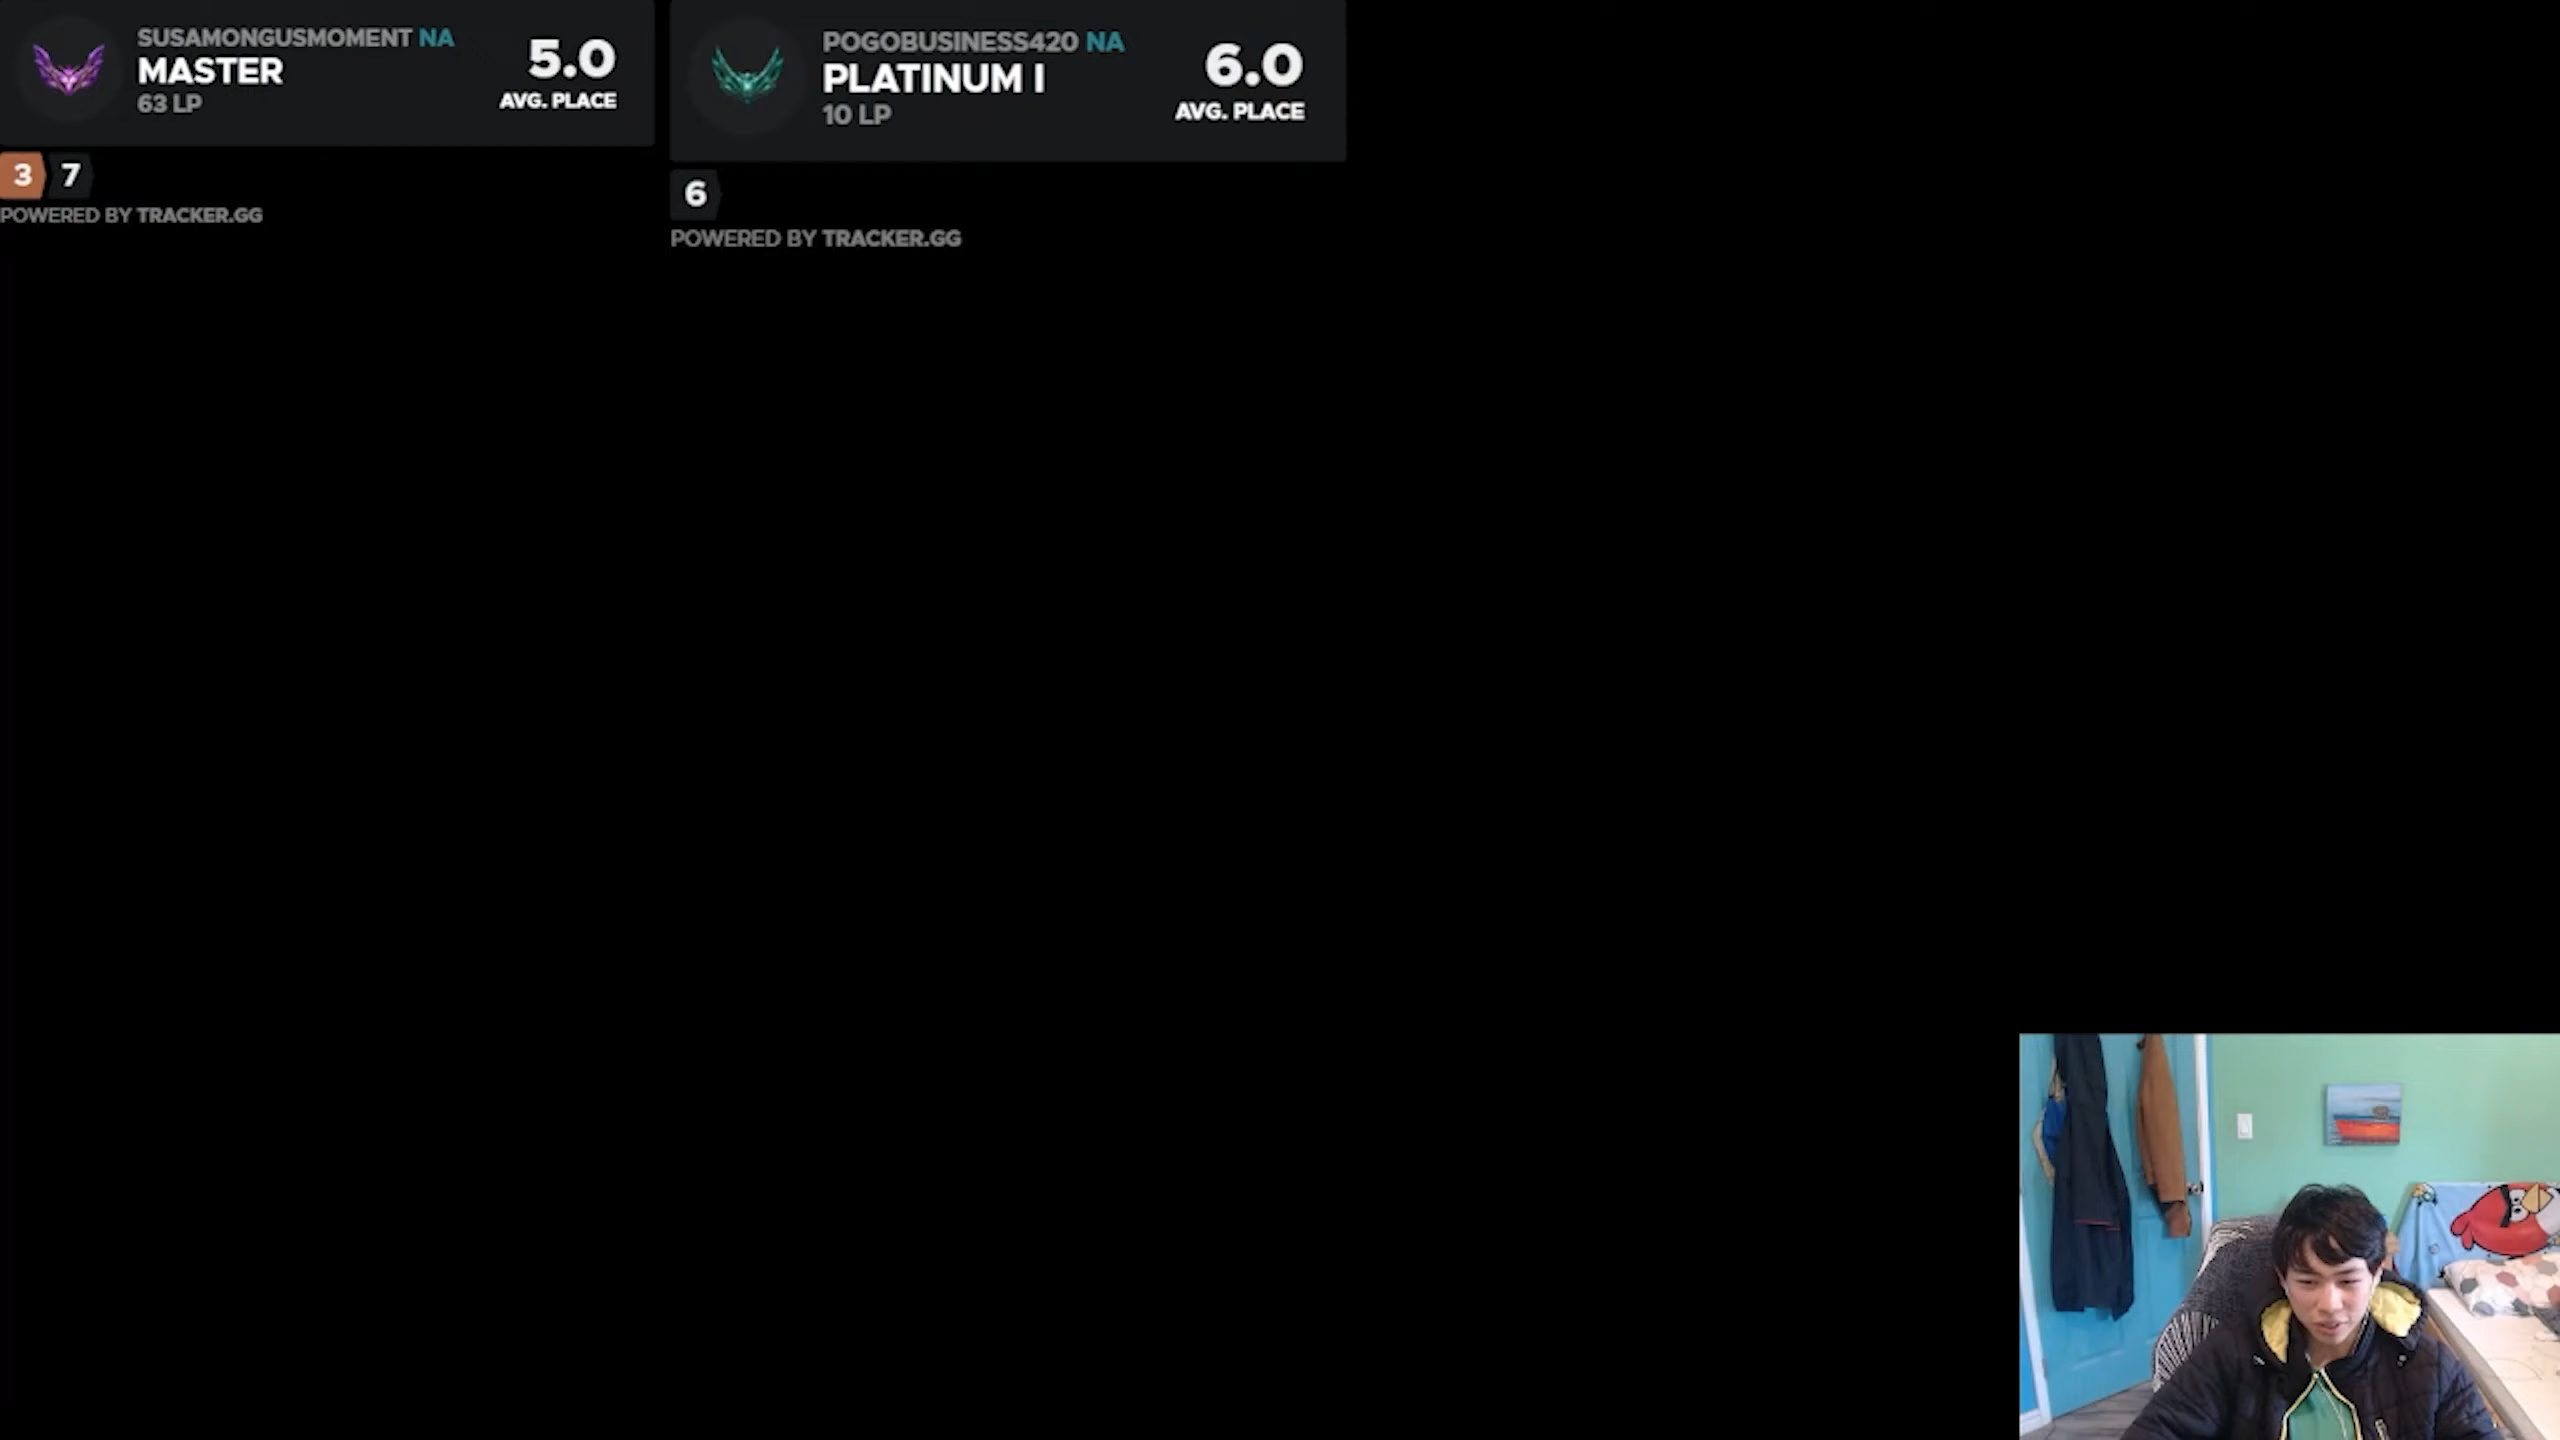 SUSAMONGUSMOMENT NA
MASTER
63 LP
5.0
AVG. PLACE
3 7
POWERED BY TRACKER.GG
POGOBUSINESS420 NA
PLATINUM I
10 LP
6.0
AVG. PLACE
6
POWERED BY TRACKER.GG